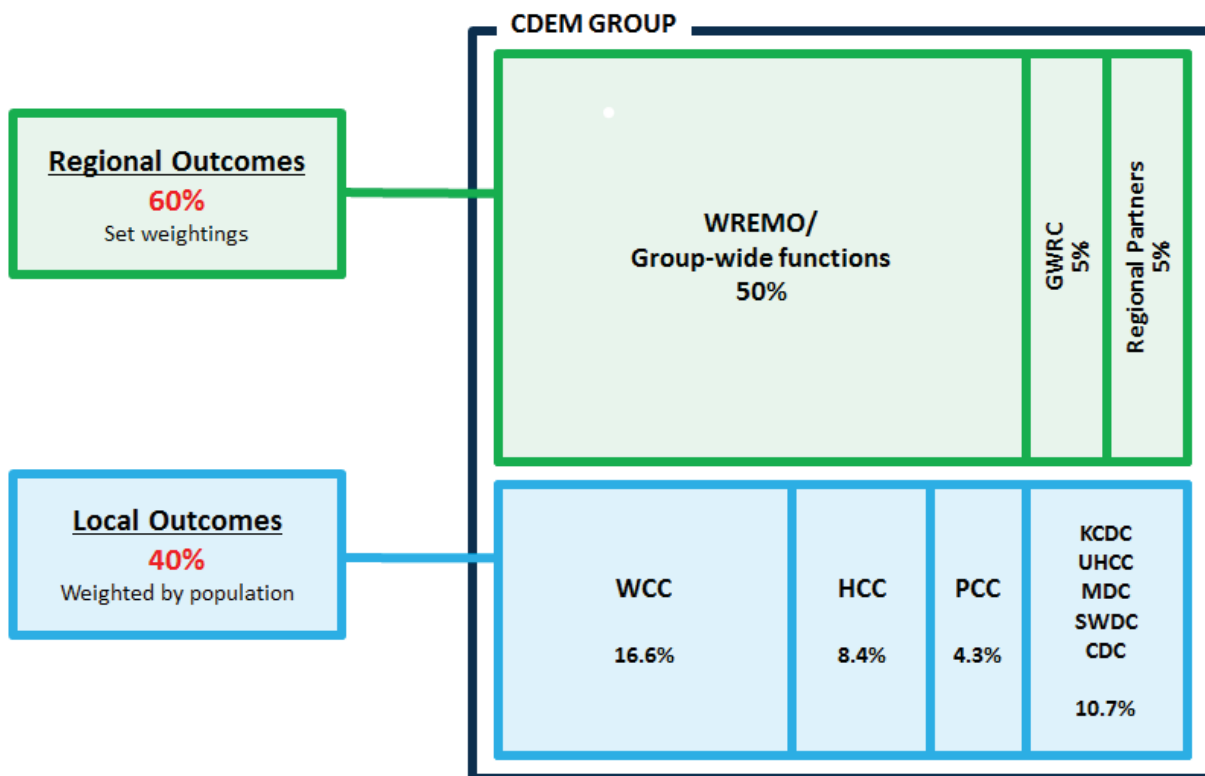 CDEM GROUP
Regional Outcomes
60%
Set weightings
WREMO/
Group-wide functions
50%
GWRC
5%
Regional Partners
5%
Local Outcomes
40%
Weighted by population
WCC
16.6%
HCC
8.4%
PCC
4.3%
KCDC
UHCC
MDC
SWDC
CDC
10.7%